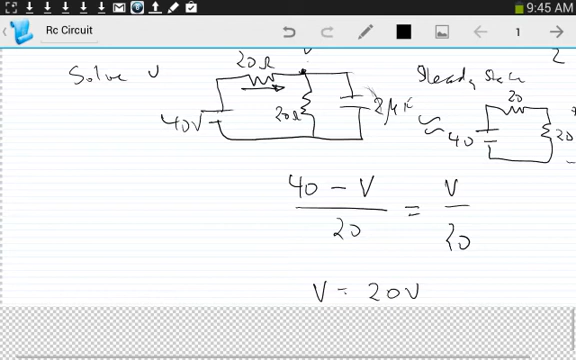 9:45 AM
Rc Circuit
1
2
Solve v
20Ω
v
40V
20Ω
2μF
Steady State
20
40
20
40 - V
20
=
V
20
V = 20V